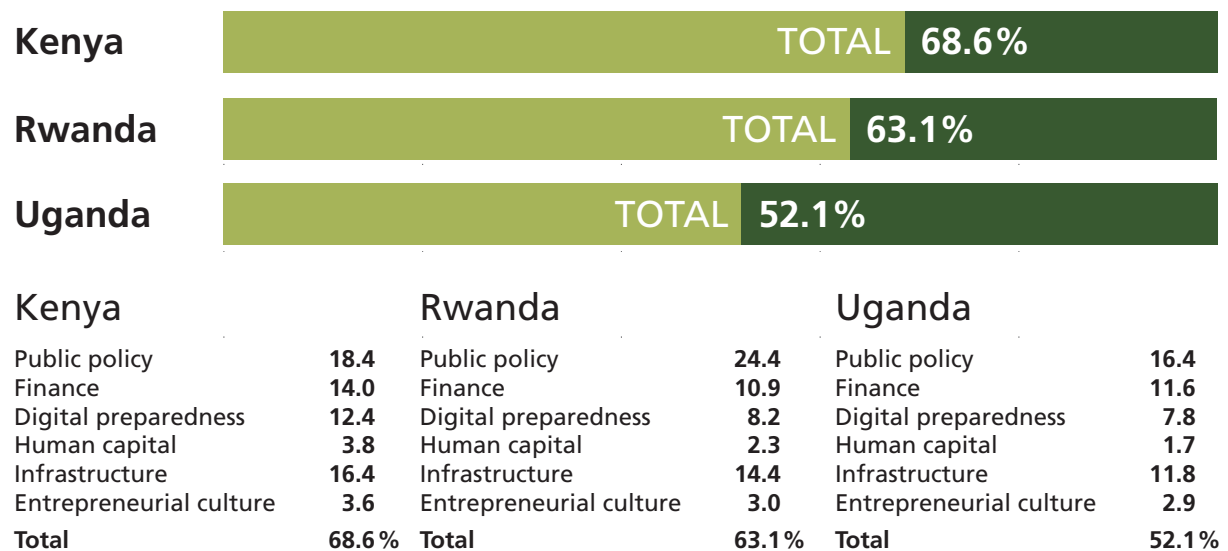 Kenya TOTAL 68.6%
Rwanda TOTAL 63.1%
Uganda TOTAL 52.1%
Kenya
Public policy 18.4
Finance 14.0
Digital preparedness 12.4
Human capital 3.8
Infrastructure 16.4
Entrepreneurial culture 3.6
Total 68.6%
Rwanda
Public policy 24.4
Finance 10.9
Digital preparedness 8.2
Human capital 2.3
Infrastructure 14.4
Entrepreneurial culture 3.0
Total 63.1%
Uganda
Public policy 16.4
Finance 11.6
Digital preparedness 7.8
Human capital 1.7
Infrastructure 11.8
Entrepreneurial culture 2.9
Total 52.1%